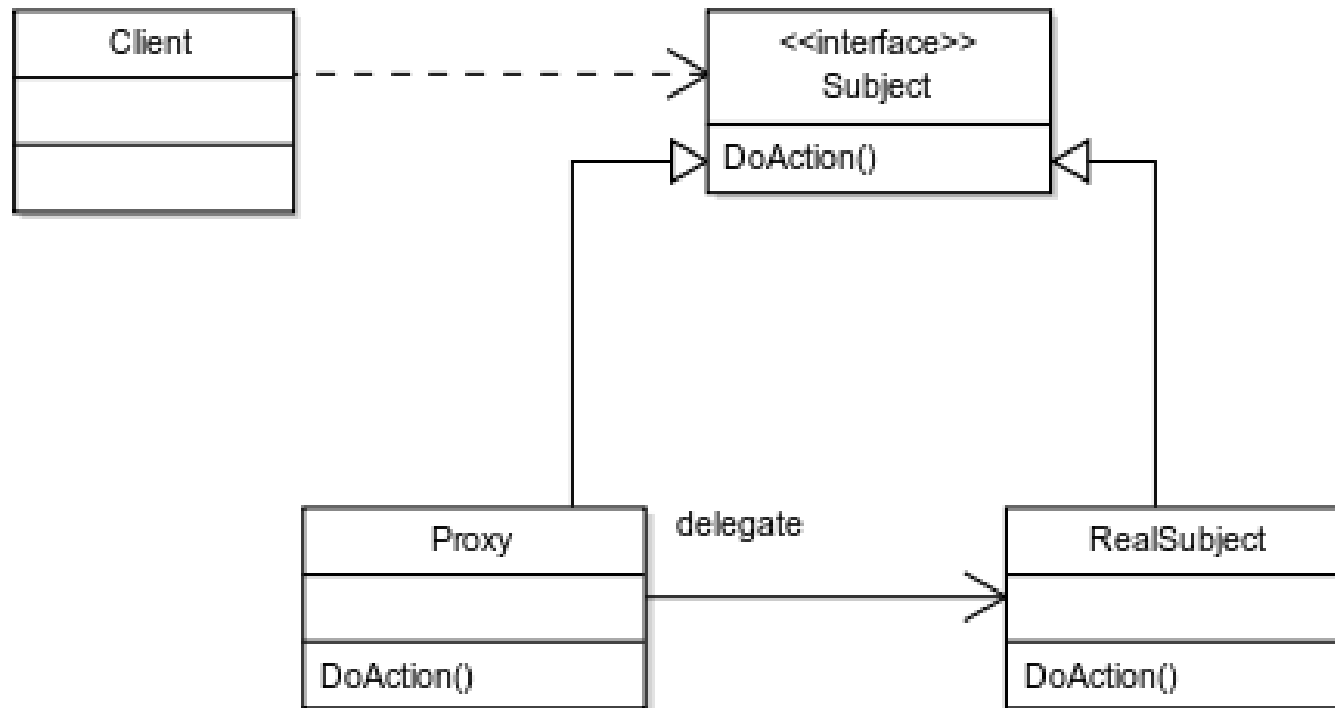 Client
<<interface>>
Subject
DoAction()
Proxy
delegate
RealSubject
DoAction()
DoAction()